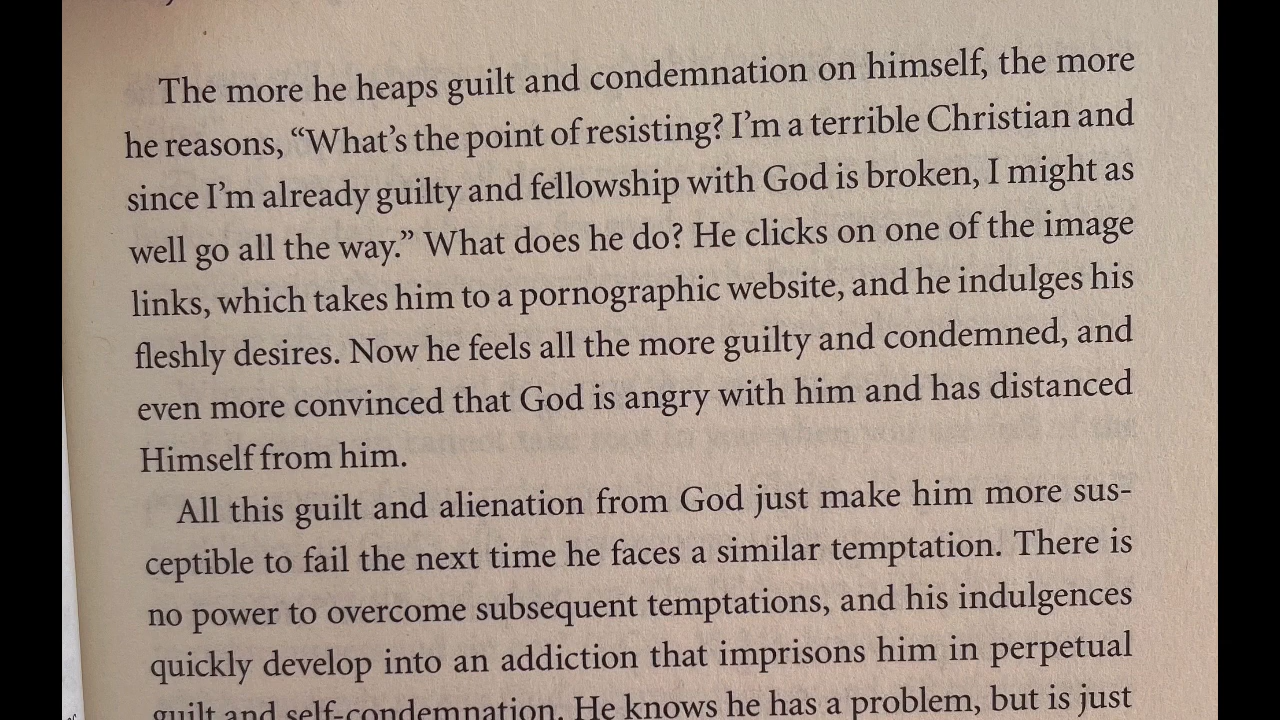 The more he heaps guilt and condemnation on himself, the more
he reasons, “What’s the point of resisting? I’m a terrible Christian and
since I’m already guilty and fellowship with God is broken, I might as
well go all the way.” What does he do? He clicks on one of the image
links, which takes him to a pornographic website, and he indulges his
fleshly desires. Now he feels all the more guilty and condemned, and
even more convinced that God is angry with him and has distanced
Himself from him.
All this guilt and alienation from God just make him more sus-
ceptible to fail the next time he faces a similar temptation. There is
no power to overcome subsequent temptations, and his indulgences
quickly develop into an addiction that imprisons him in perpetual
guilt and self-condemnation. He knows he has a problem, but is just